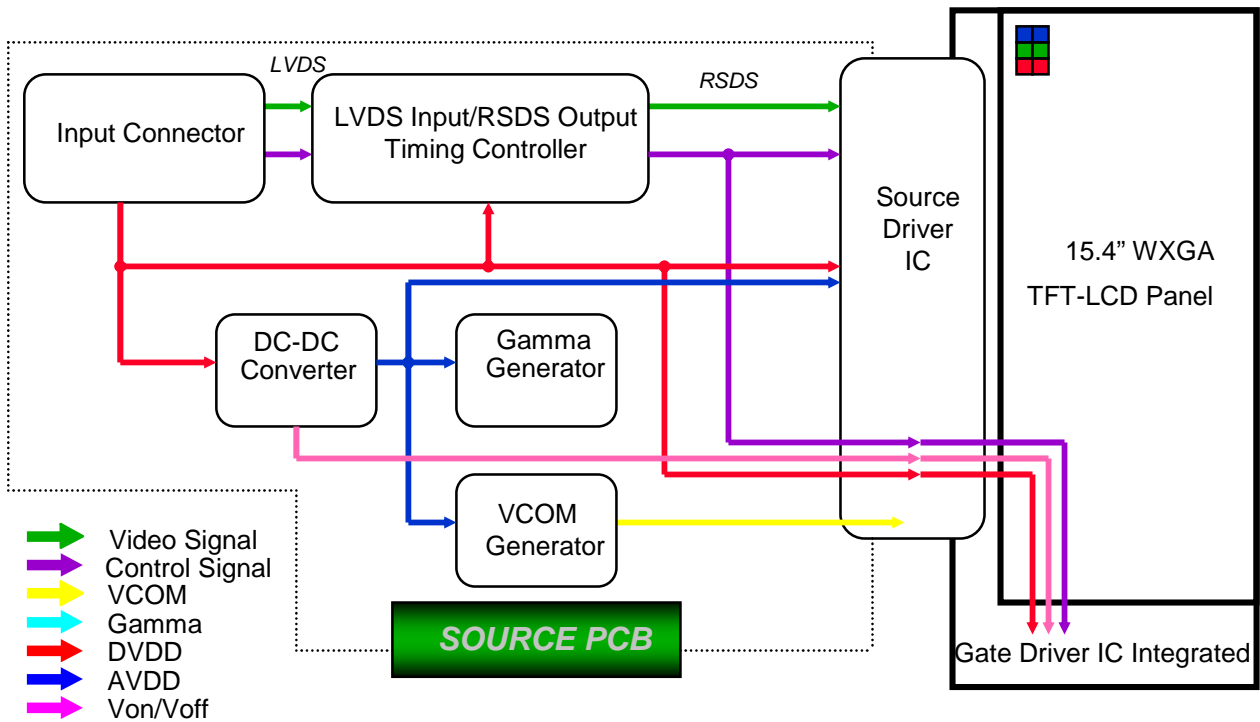 LVDS
RSDS
Input Connector
LVDS Input/RSDS Output
Timing Controller
Source
Driver
IC
15.4” WXGA
TFT-LCD Panel
DC-DC
Converter
Gamma
Generator
VCOM
Generator
Video Signal
Control Signal
VCOM
Gamma
DVDD
AVDD
Von/Voff
SOURCE PCB
Gate Driver IC Integrated